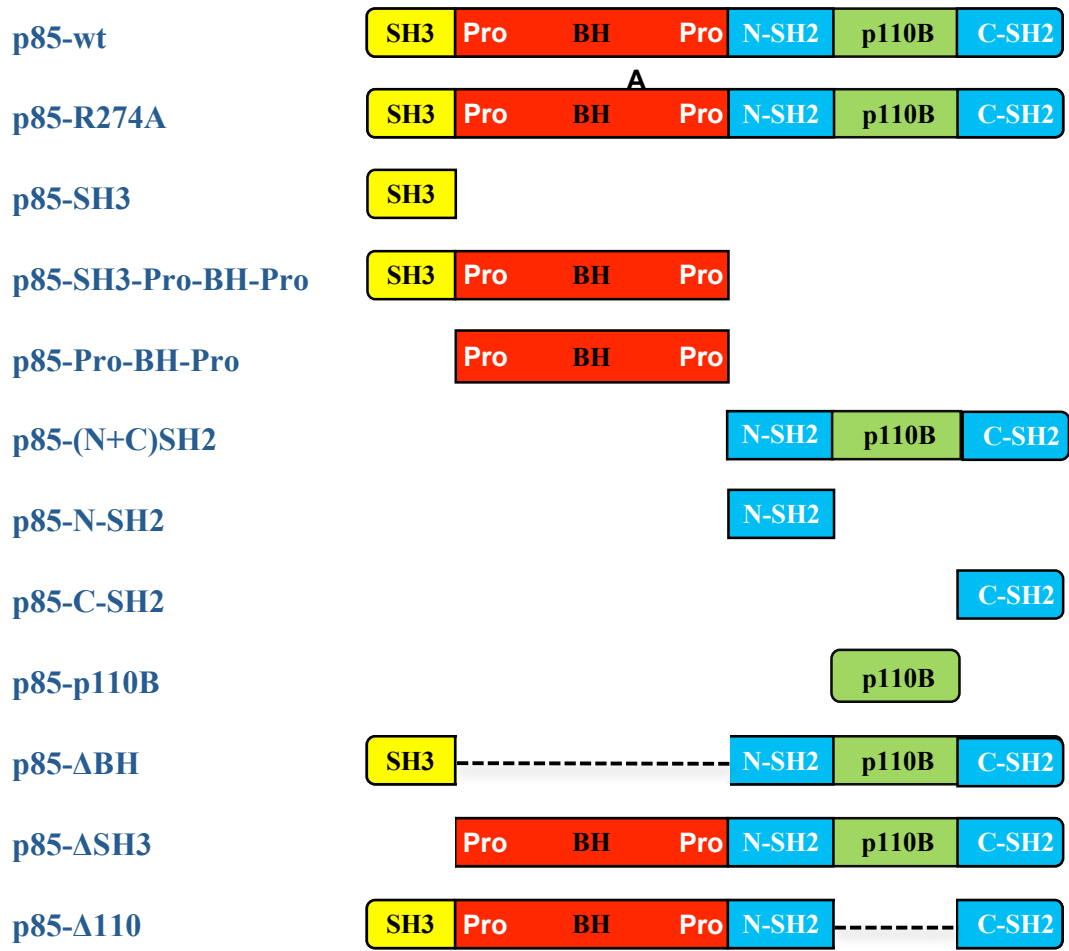 p85-wt SH3 Pro BH Pro N-SH2 p110B C-SH2
A
p85-R274A SH3 Pro BH Pro N-SH2 p110B C-SH2
p85-SH3 SH3
p85-SH3-Pro-BH-Pro SH3 Pro BH Pro
p85-Pro-BH-Pro Pro BH Pro
p85-(N+C)SH2 N-SH2 p110B C-SH2
p85-N-SH2 N-SH2
p85-C-SH2 C-SH2
p85-p110B p110B
p85-ΔBH SH3 N-SH2 p110B C-SH2
p85-ΔSH3 Pro BH Pro N-SH2 p110B C-SH2
p85-Δ110 SH3 Pro BH Pro N-SH2 C-SH2